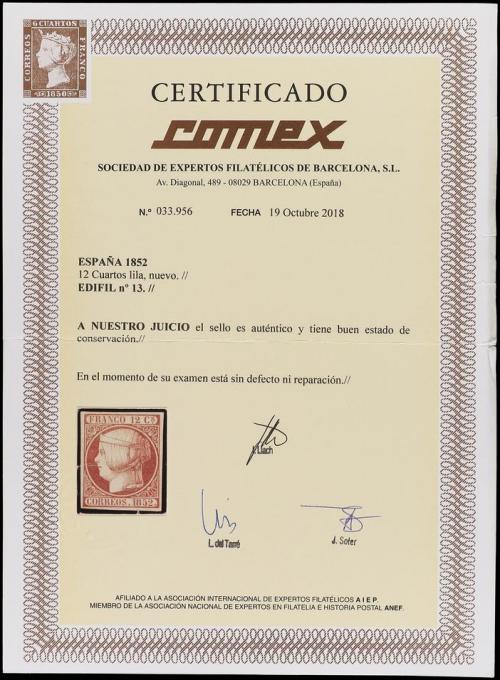 6 CUARTOS
CORREOS
FRANCO
1850
CERTIFICADO
comex
SOCIEDAD DE EXPERTOS FILATÉLICOS DE BARCELONA, S.L.
Av. Diagonal, 489 - 08029 BARCELONA (España)
N.º 033.956 FECHA 19 Octubre 2018
ESPAÑA 1852
12 Cuartos lila, nuevo. //
EDIFIL nº 13. //
A NUESTRO JUICIO el sello es auténtico y tiene buen estado de
conservación.//
En el momento de su examen está sin defecto ni reparación.//
FRANCO 12 Cs
CORREOS. 1852
J. Llach
L. del Tarré
J. Soler
AFILIADO A LA ASOCIACIÓN INTERNACIONAL DE EXPERTOS FILATÉLICOS A I E P.
MIEMBRO DE LA ASOCIACIÓN NACIONAL DE EXPERTOS EN FILATELIA E HISTORIA POSTAL ANEF.